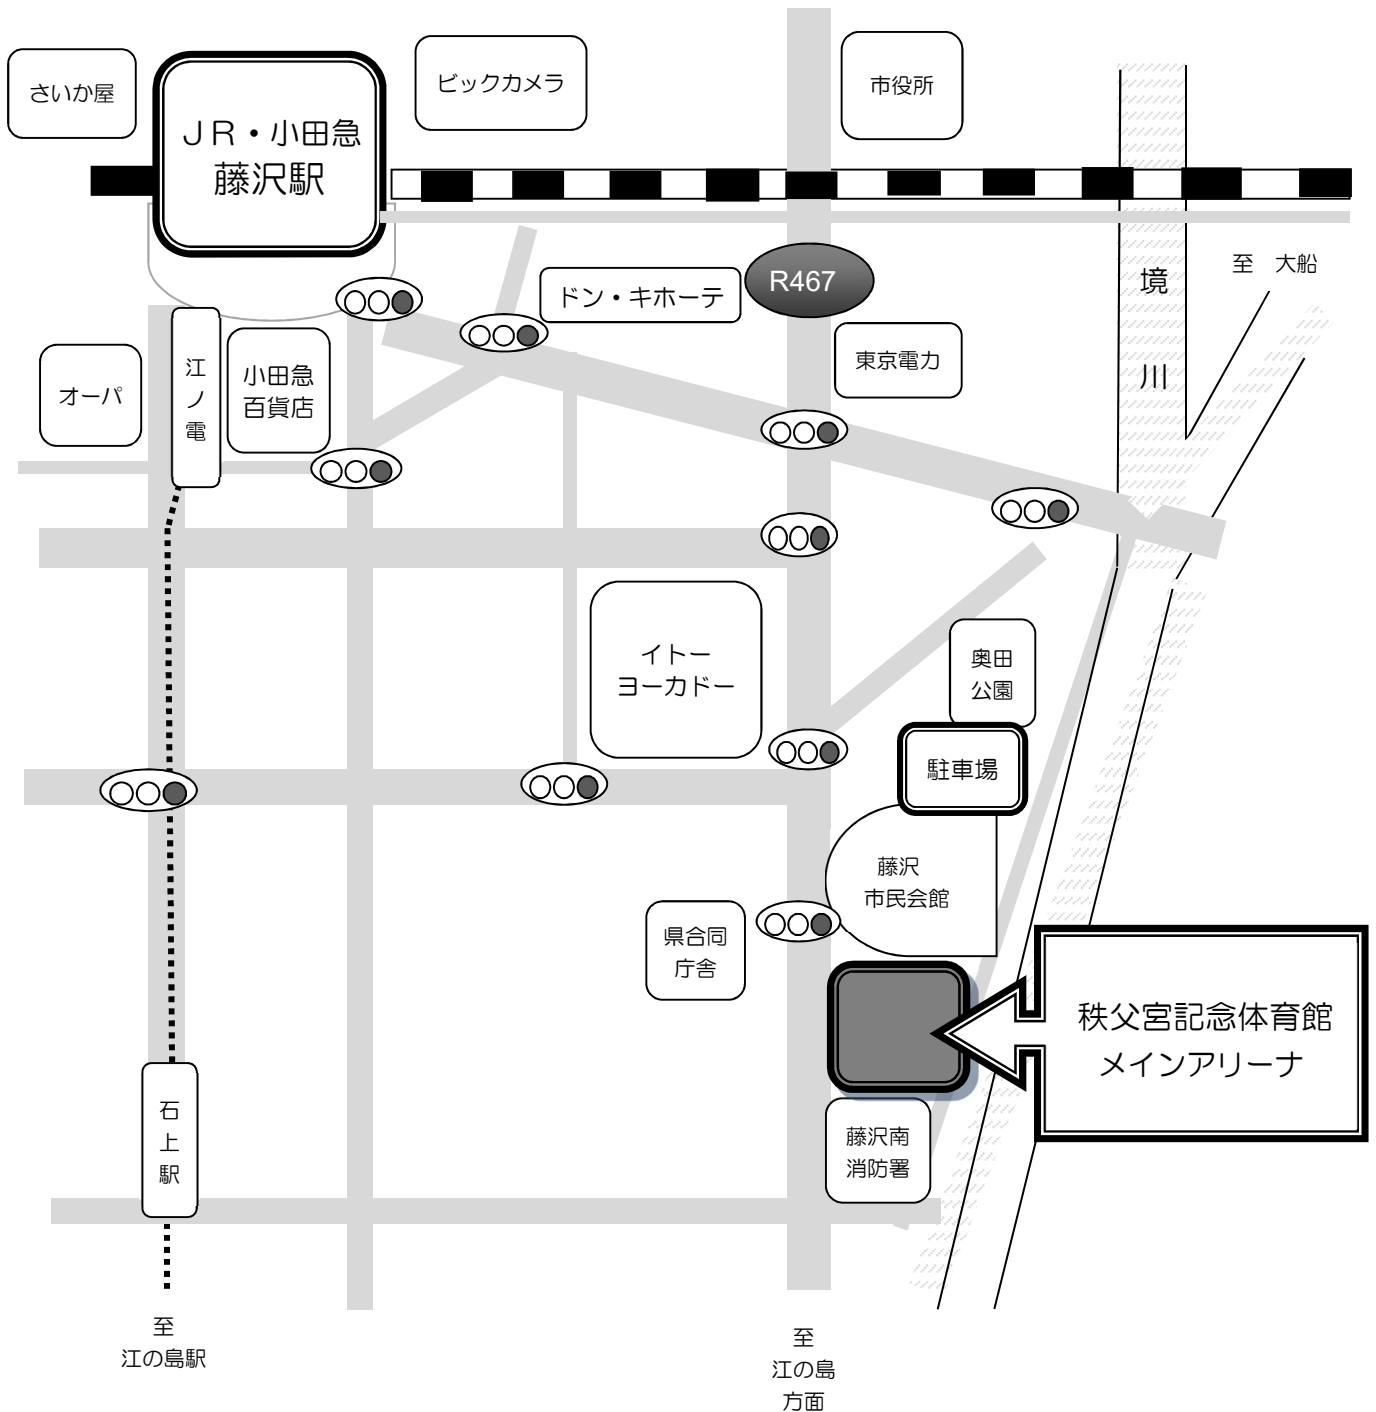 さいか屋
ＪＲ・小田急
藤沢駅
ビックカメラ
市役所
ドン・キホーテ
R467
境
川
至　大船
オーパ
江
ノ
電
小田急
百貨店
東京電力
イトー
ヨーカドー
奥田
公園
駐車場
藤沢
市民会館
県合同
庁舎
秩父宮記念体育館
メインアリーナ
石
上
駅
藤沢南
消防署
至
江の島駅
至
江の島
方面